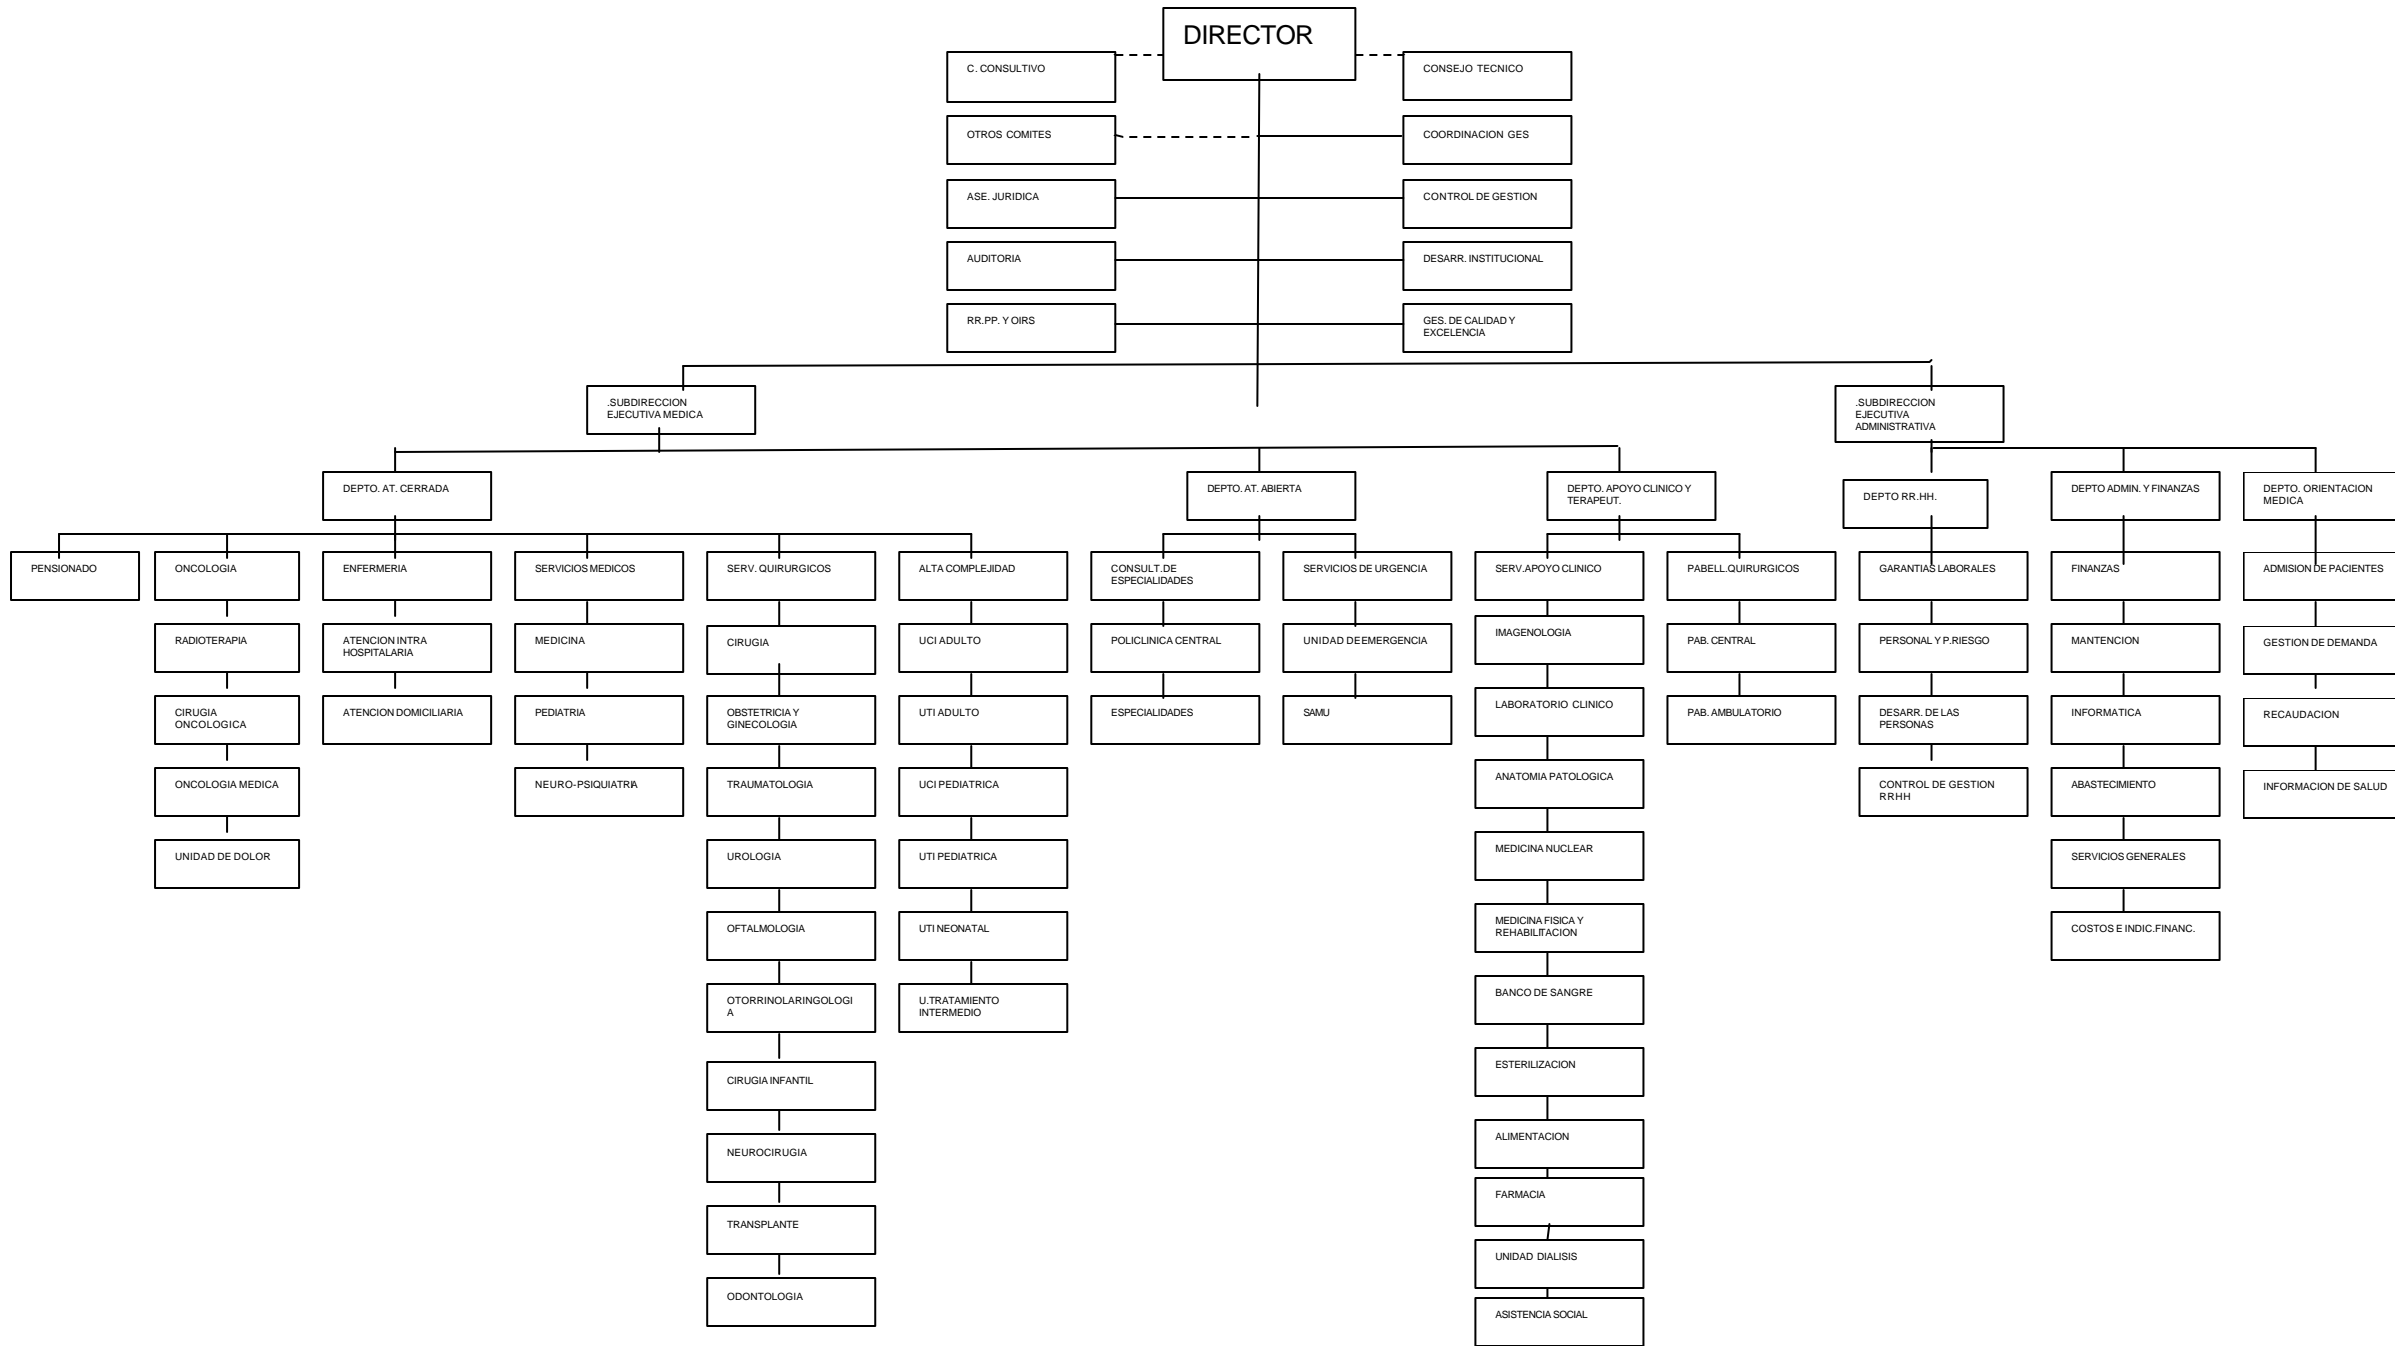 DIRECTOR
C. CONSULTIVO
CONSEJO TECNICO
OTROS COMITES
COORDINACION GES
ASE. JURIDICA
CONTROL DE GESTION
AUDITORIA
DESARR. INSTITUCIONAL
RR.PP. Y OIRS
GES. DE CALIDAD Y
EXCELENCIA
.SUBDIRECCION
EJECUTIVA MEDICA
.SUBDIRECCION
EJECUTIVA
ADMINISTRATIVA
DEPTO. AT. CERRADA
DEPTO. AT. ABIERTA
DEPTO. APOYO CLINICO Y
TERAPEUT.
DEPTO RR.HH.
DEPTO ADMIN. Y FINANZAS
DEPTO. ORIENTACION
MEDICA
PENSIONADO
ONCOLOGIA
RADIOTERAPIA
CIRUGIA
ONCOLOGICA
ONCOLOGIA MEDICA
UNIDAD DE DOLOR
ENFERMERIA
ATENCION INTRA
HOSPITALARIA
ATENCION DOMICILIARIA
SERVICIOS MEDICOS
MEDICINA
PEDIATRIA
NEURO-PSIQUIATRIA
SERV. QUIRURGICOS
CIRUGIA
OBSTETRICIA Y
GINECOLOGIA
TRAUMATOLOGIA
UROLOGIA
OFTALMOLOGIA
OTORRINOLARINGOLOGI
A
CIRUGIA INFANTIL
NEUROCIRUGIA
TRANSPLANTE
ODONTOLOGIA
ALTA COMPLEJIDAD
UCI ADULTO
UTI ADULTO
UCI PEDIATRICA
UTI PEDIATRICA
UTI NEONATAL
U.TRATAMIENTO
INTERMEDIO
CONSULT.DE
ESPECIALIDADES
POLICLINICA CENTRAL
ESPECIALIDADES
SERVICIOS DE URGENCIA
UNIDAD DE EMERGENCIA
SAMU
SERV.APOYO CLINICO
IMAGENOLOGIA
LABORATORIO CLINICO
ANATOMIA PATOLOGICA
MEDICINA NUCLEAR
MEDICINA FISICA Y
REHABILITACION
BANCO DE SANGRE
ESTERILIZACION
ALIMENTACION
FARMACIA
UNIDAD DIALISIS
ASISTENCIA SOCIAL
PABELL.QUIRURGICOS
PAB. CENTRAL
PAB. AMBULATORIO
GARANTIAS LABORALES
PERSONAL Y P.RIESGO
DESARR. DE LAS
PERSONAS
CONTROL DE GESTION
RRHH
FINANZAS
MANTENCION
INFORMATICA
ABASTECIMIENTO
SERVICIOS GENERALES
COSTOS E INDIC.FINANC.
ADMISION DE PACIENTES
GESTION DE DEMANDA
RECAUDACION
INFORMACION DE SALUD